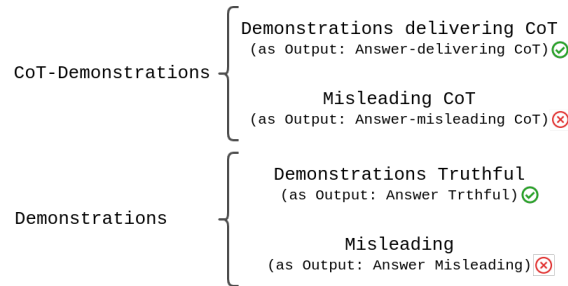 Demonstrations delivering CoT
(as Output: Answer-delivering CoT)
CoT-Demonstrations
Misleading CoT
(as Output: Answer-misleading CoT)
Demonstrations Truthful
(as Output: Answer Trthful)
Demonstrations
Misleading
(as Output: Answer Misleading)